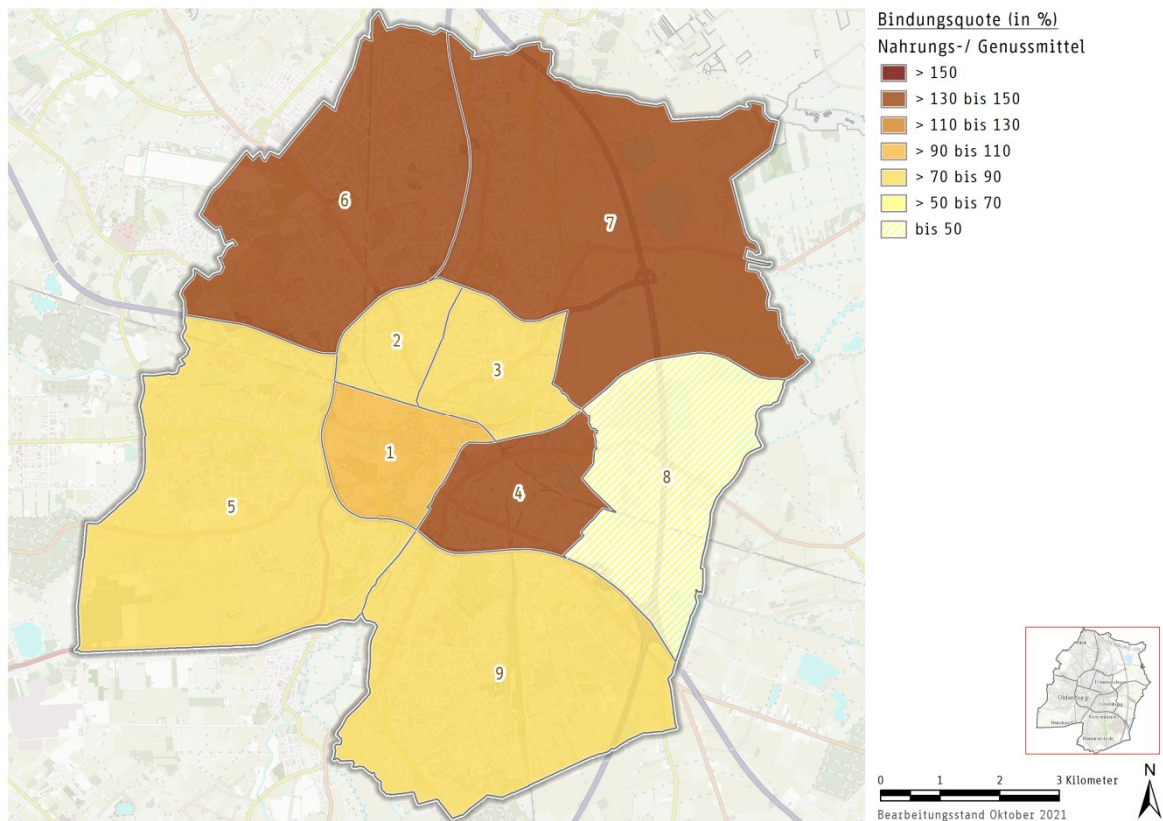 Bindungsquote (in %)
Nahrungs-/ Genussmittel
> 150
> 130 bis 150
> 110 bis 130
> 90 bis 110
> 70 bis 90
> 50 bis 70
bis 50
6
7
2
3
1
4
8
5
9
N
0 1 2 3 Kilometer
Bearbeitungsstand Oktober 2021